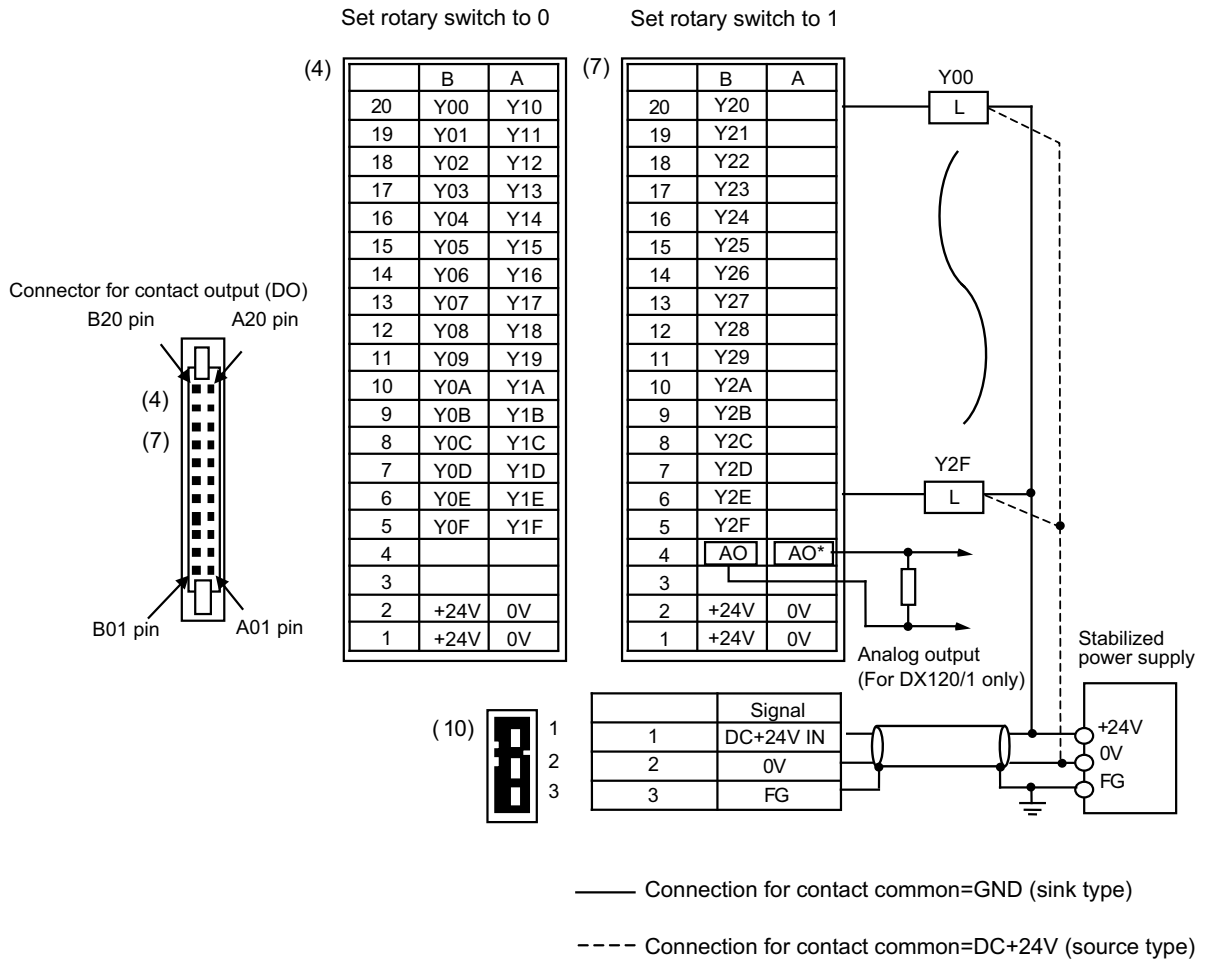 Set rotary switch to 0
Set rotary switch to 1
(4)
B A
20 Y00 Y10
19 Y01 Y11
18 Y02 Y12
17 Y03 Y13
16 Y04 Y14
15 Y05 Y15
14 Y06 Y16
13 Y07 Y17
12 Y08 Y18
11 Y09 Y19
10 Y0A Y1A
9 Y0B Y1B
8 Y0C Y1C
7 Y0D Y1D
6 Y0E Y1E
5 Y0F Y1F
4
3
2 +24V 0V
1 +24V 0V
(7)
B A
20 Y20
19 Y21
18 Y22
17 Y23
16 Y24
15 Y25
14 Y26
13 Y27
12 Y28
11 Y29
10 Y2A
9 Y2B
8 Y2C
7 Y2D
6 Y2E
5 Y2F
4 AO AO*
3
2 +24V 0V
1 +24V 0V
Y00
L
Y2F
L
Connector for contact output (DO)
B20 pin A20 pin
(4)
(7)
B01 pin A01 pin
Analog output
(For DX120/1 only)
Stabilized
power supply
+24V
0V
FG
(10)
1
2
3
Signal
1 DC+24V IN
2 0V
3 FG
Connection for contact common=GND (sink type)
Connection for contact common=DC+24V (source type)